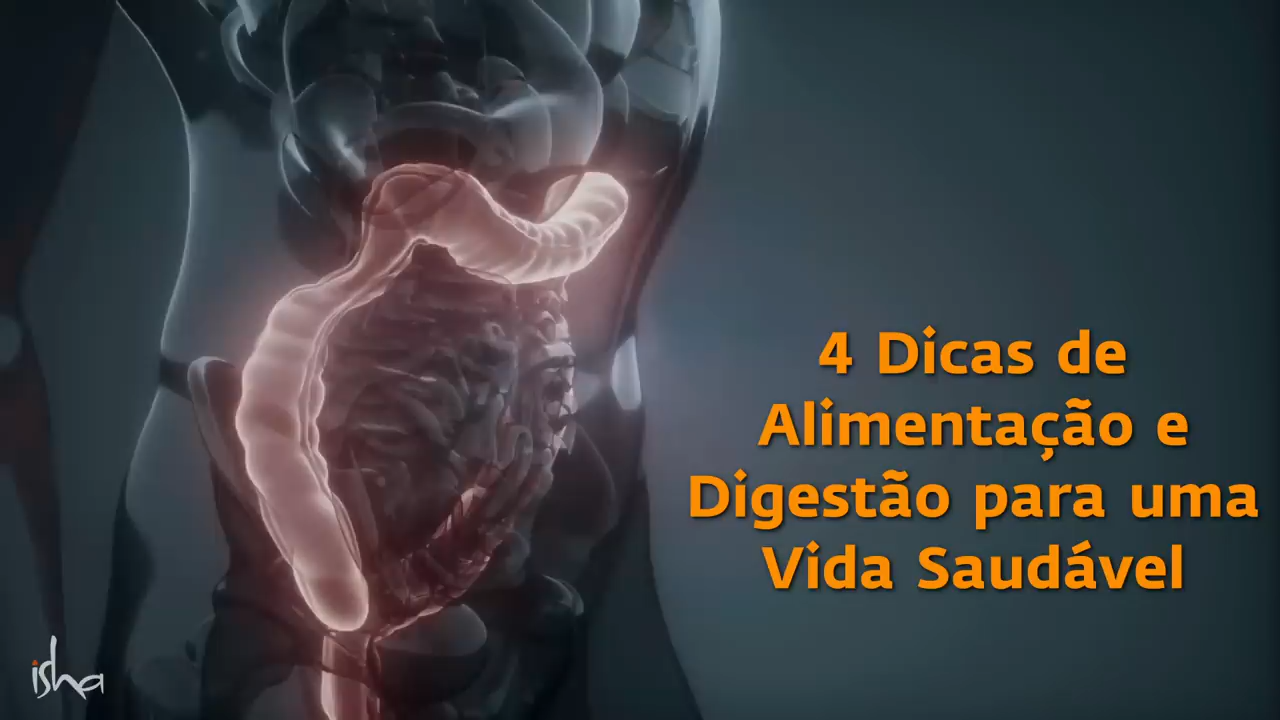 4 Dicas de
Alimentação e
Digestão para uma
Vida Saudável
isha